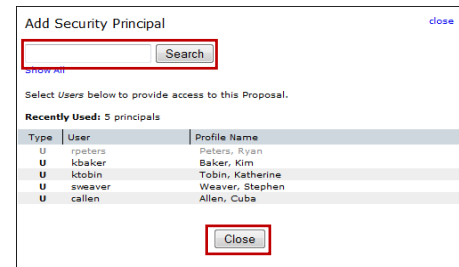 Add Security Principal close
Search
Show All
Select Users below to provide access to this Proposal.
Recently Used: 5 principals
Type User Profile Name
U rpeters Peters, Ryan
U kbaker Baker, Kim
U ktobin Tobin, Katherine
U sweaver Weaver, Stephen
U callen Allen, Cuba
Close